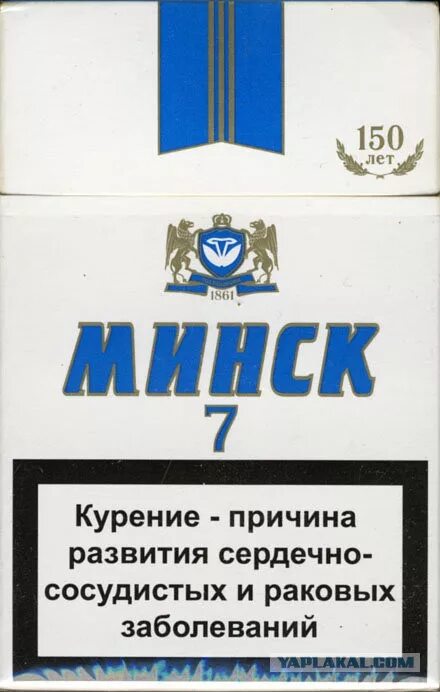 150
лет
1861
МИНСК
7
Курение - причина
развития сердечно-
сосудистых и раковых
заболеваний
YAPLAKAL.COM